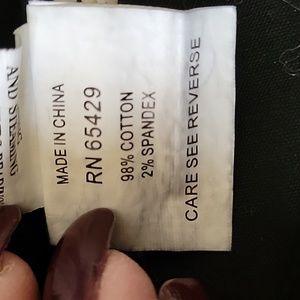 MADE IN CHINA
RN 65429
98% COTTON
2% SPANDEX
CARE SEE REVERSE